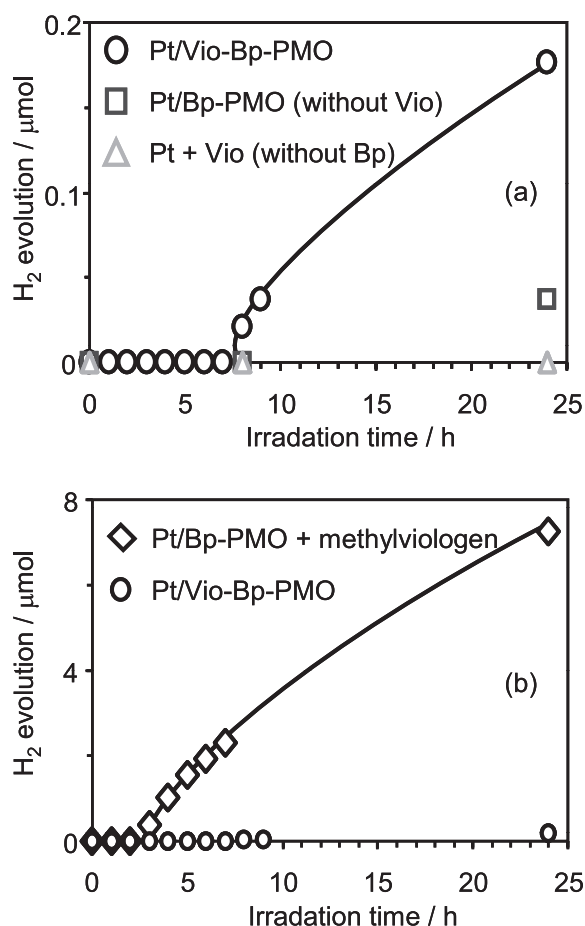 0.2
Pt/Vio-Bp-PMO
Pt/Bp-PMO (without Vio)
Pt + Vio (without Bp)
H₂ evolution / μmol
0.1
(a)
0
0 5 10 15 20 25
Irradation time / h
8
Pt/Bp-PMO + methylviologen
Pt/Vio-Bp-PMO
H₂ evolution / μmol
4
(b)
0
0 5 10 15 20 25
Irradation time / h